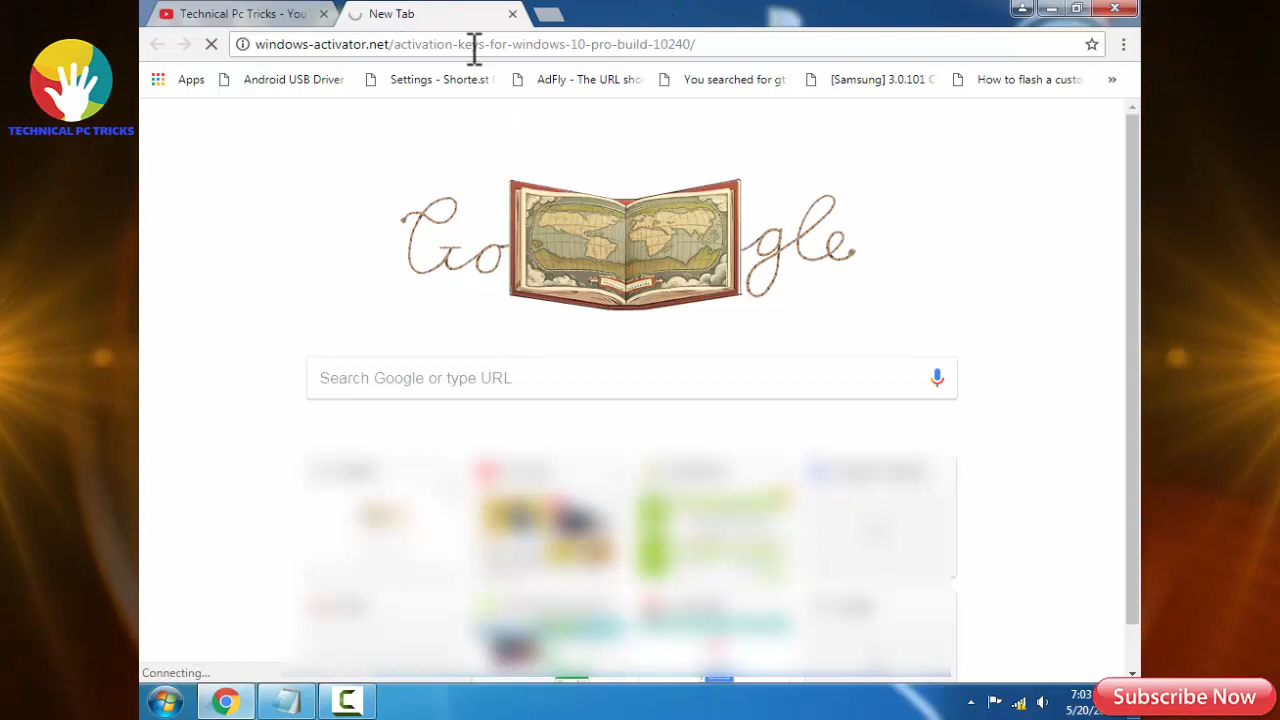 Technical Pc Tricks - You
New Tab
windows-activator.net/activation-keys-for-windows-10-pro-build-10240/
Apps
Android USB Driver
Settings - Shorte.st
AdFly - The URL sho
You searched for gt
[Samsung] 3.0.101 C
How to flash a custo
»
TECHNICAL PC TRICKS
Google
Search Google or type URL
Connecting...
7:03
5/20/2
Subscribe Now